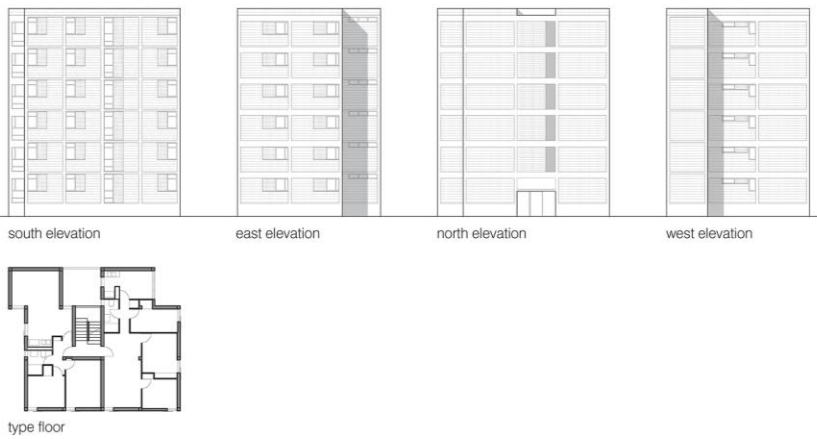 south elevation
east elevation
north elevation
west elevation
type floor